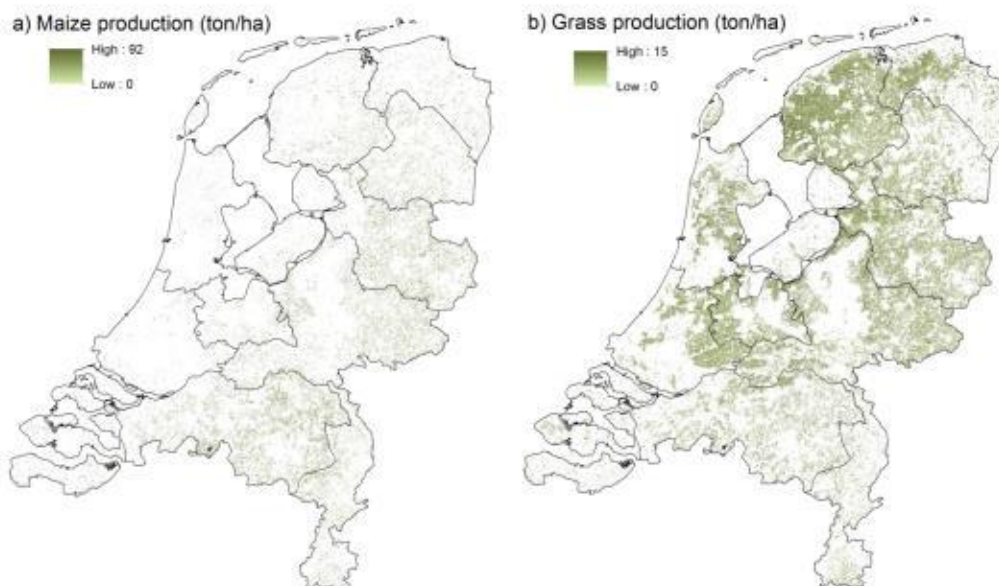 a) Maize production (ton/ha)
High : 92
Low : 0
b) Grass production (ton/ha)
High : 15
Low : 0